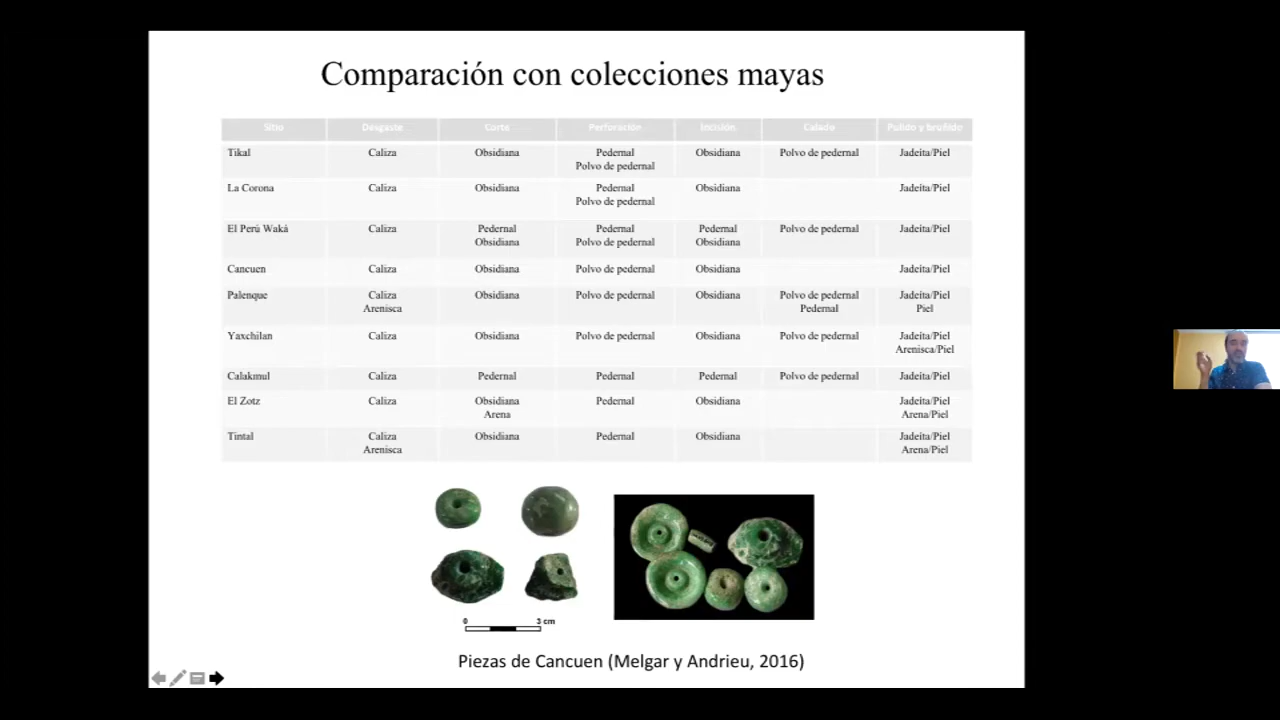 Comparación con colecciones mayas
Sitio Desgaste Corte Perforación Incisión Calado Pulido y bruñido
Tikal Caliza Obsidiana Pedernal Obsidiana Polvo de pedernal Jadeíta/Piel
Polvo de pedernal
La Corona Caliza Obsidiana Pedernal Obsidiana Jadeíta/Piel
Polvo de pedernal
El Perú Waká Caliza Pedernal Pedernal Pedernal Polvo de pedernal Jadeíta/Piel
Obsidiana Polvo de pedernal Obsidiana
Cancuen Caliza Obsidiana Polvo de pedernal Obsidiana Jadeíta/Piel
Palenque Caliza Obsidiana Polvo de pedernal Obsidiana Polvo de pedernal Jadeíta/Piel
Arenisca Pedernal Piel
Yaxchilan Caliza Obsidiana Polvo de pedernal Obsidiana Polvo de pedernal Jadeíta/Piel
Arenisca/Piel
Calakmul Caliza Pedernal Pedernal Pedernal Polvo de pedernal Jadeíta/Piel
El Zotz Caliza Obsidiana Pedernal Obsidiana Jadeíta/Piel
Arena Arena/Piel
Tintal Caliza Obsidiana Pedernal Obsidiana Jadeíta/Piel
Arenisca Arena/Piel
0 3 cm
Piezas de Cancuen (Melgar y Andrieu, 2016)